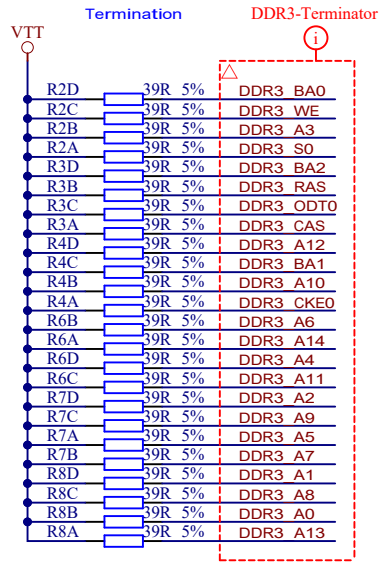 Termination
DDR3-Terminator
VTT
i
R2D 39R 5% DDR3_BA0
R2C 39R 5% DDR3_WE
R2B 39R 5% DDR3_A3
R2A 39R 5% DDR3_S0
R3D 39R 5% DDR3_BA2
R3B 39R 5% DDR3_RAS
R3C 39R 5% DDR3_ODT0
R3A 39R 5% DDR3_CAS
R4D 39R 5% DDR3_A12
R4C 39R 5% DDR3_BA1
R4B 39R 5% DDR3_A10
R4A 39R 5% DDR3_CKE0
R6B 39R 5% DDR3_A6
R6A 39R 5% DDR3_A14
R6D 39R 5% DDR3_A4
R6C 39R 5% DDR3_A11
R7D 39R 5% DDR3_A2
R7C 39R 5% DDR3_A9
R7A 39R 5% DDR3_A5
R7B 39R 5% DDR3_A7
R8D 39R 5% DDR3_A1
R8C 39R 5% DDR3_A8
R8B 39R 5% DDR3_A0
R8A 39R 5% DDR3_A13